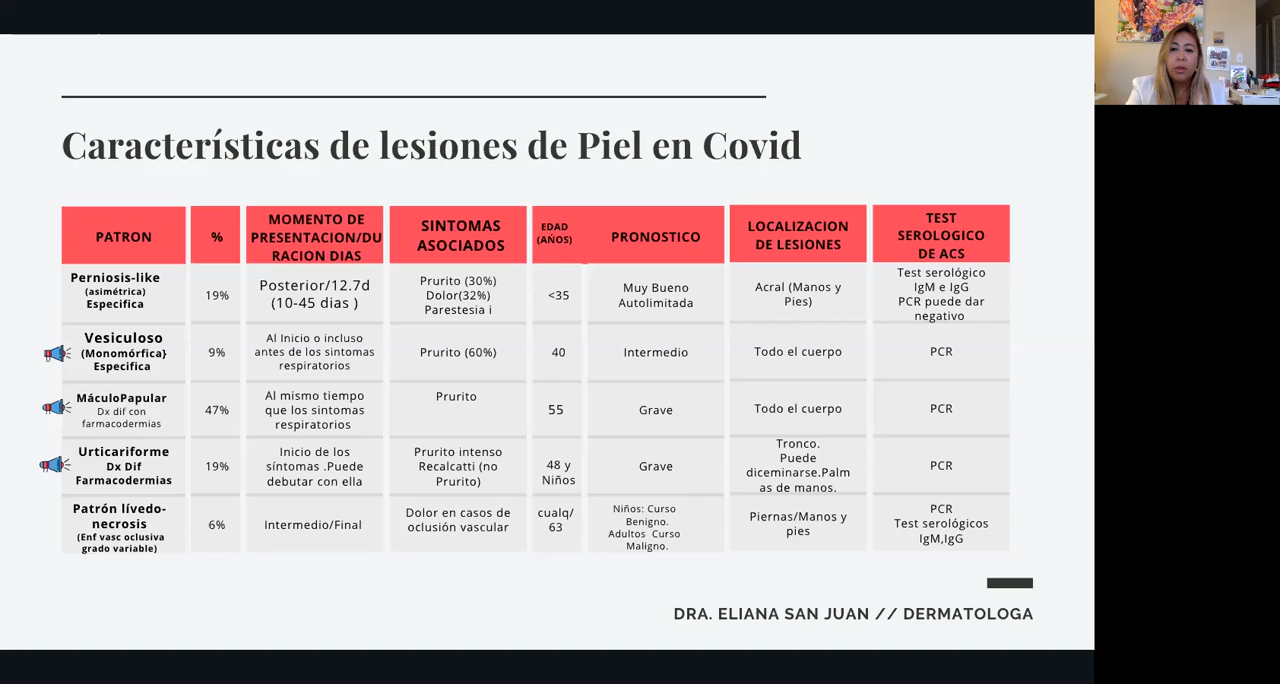 Características de lesiones de Piel en Covid
PATRON
%
MOMENTO DE
PRESENTACION/DU
RACION DIAS
SINTOMAS
ASOCIADOS
EDAD
(AÑOS)
PRONOSTICO
LOCALIZACION
DE LESIONES
TEST
SEROLOGICO
DE ACS
Perniosis-like
(asimétrica)
Especifica
19%
Posterior/12.7d
(10-45 dias )
Prurito (30%)
Dolor(32%)
Parestesia i
<35
Muy Bueno
Autolimitada
Acral (Manos y
Pies)
Test serológico
IgM e IgG
PCR puede dar
negativo
Vesiculoso
(Monomórfica}
Especifica
9%
Al Inicio o incluso
antes de los sintomas
respiratorios
Prurito (60%)
40
Intermedio
Todo el cuerpo
PCR
MáculoPapular
Dx dif con
farmacodermias
47%
Al mismo tiempo
que los sintomas
respiratorios
Prurito
55
Grave
Todo el cuerpo
PCR
Urticariforme
Dx Dif
Farmacodermias
19%
Inicio de los
síntomas .Puede
debutar con ella
Prurito intenso
Recalcatti (no
Prurito)
48 y
Niños
Grave
Tronco.
Puede
diceminarse.Palm
as de manos.
PCR
Patrón lívedo-
necrosis
(Enf vasc oclusiva
grado variable)
6%
Intermedio/Final
Dolor en casos de
oclusión vascular
cualq/
63
Niños: Curso
Benigno.
Adultos Curso
Maligno.
Piernas/Manos y
pies
PCR
Test serológicos
IgM,IgG
DRA. ELIANA SAN JUAN // DERMATOLOGA